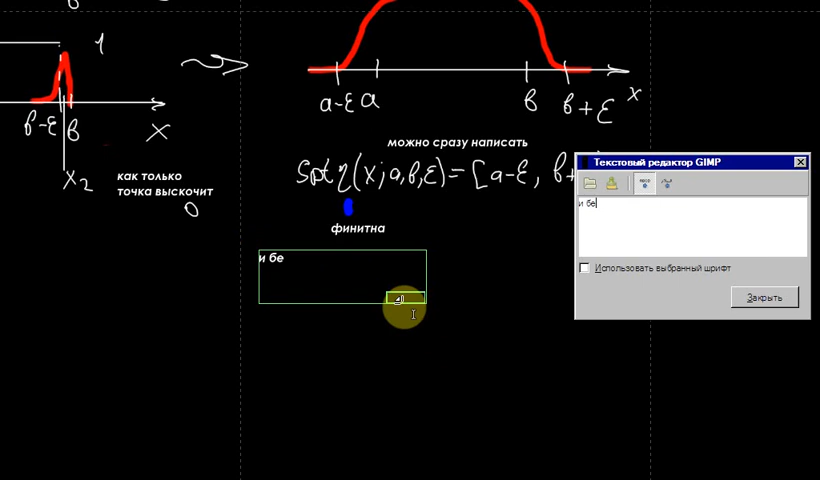 1
a-ε a
в
в+ε
x
в-ε
в
x
x₂
как только
точка выскочит
0
можно сразу написать
Spt η(x; a, в, ε) = [a-ε, в+
финитна
и бе
Текстовый редактор GIMP
и бе
Использовать выбранный шрифт
Закрыть